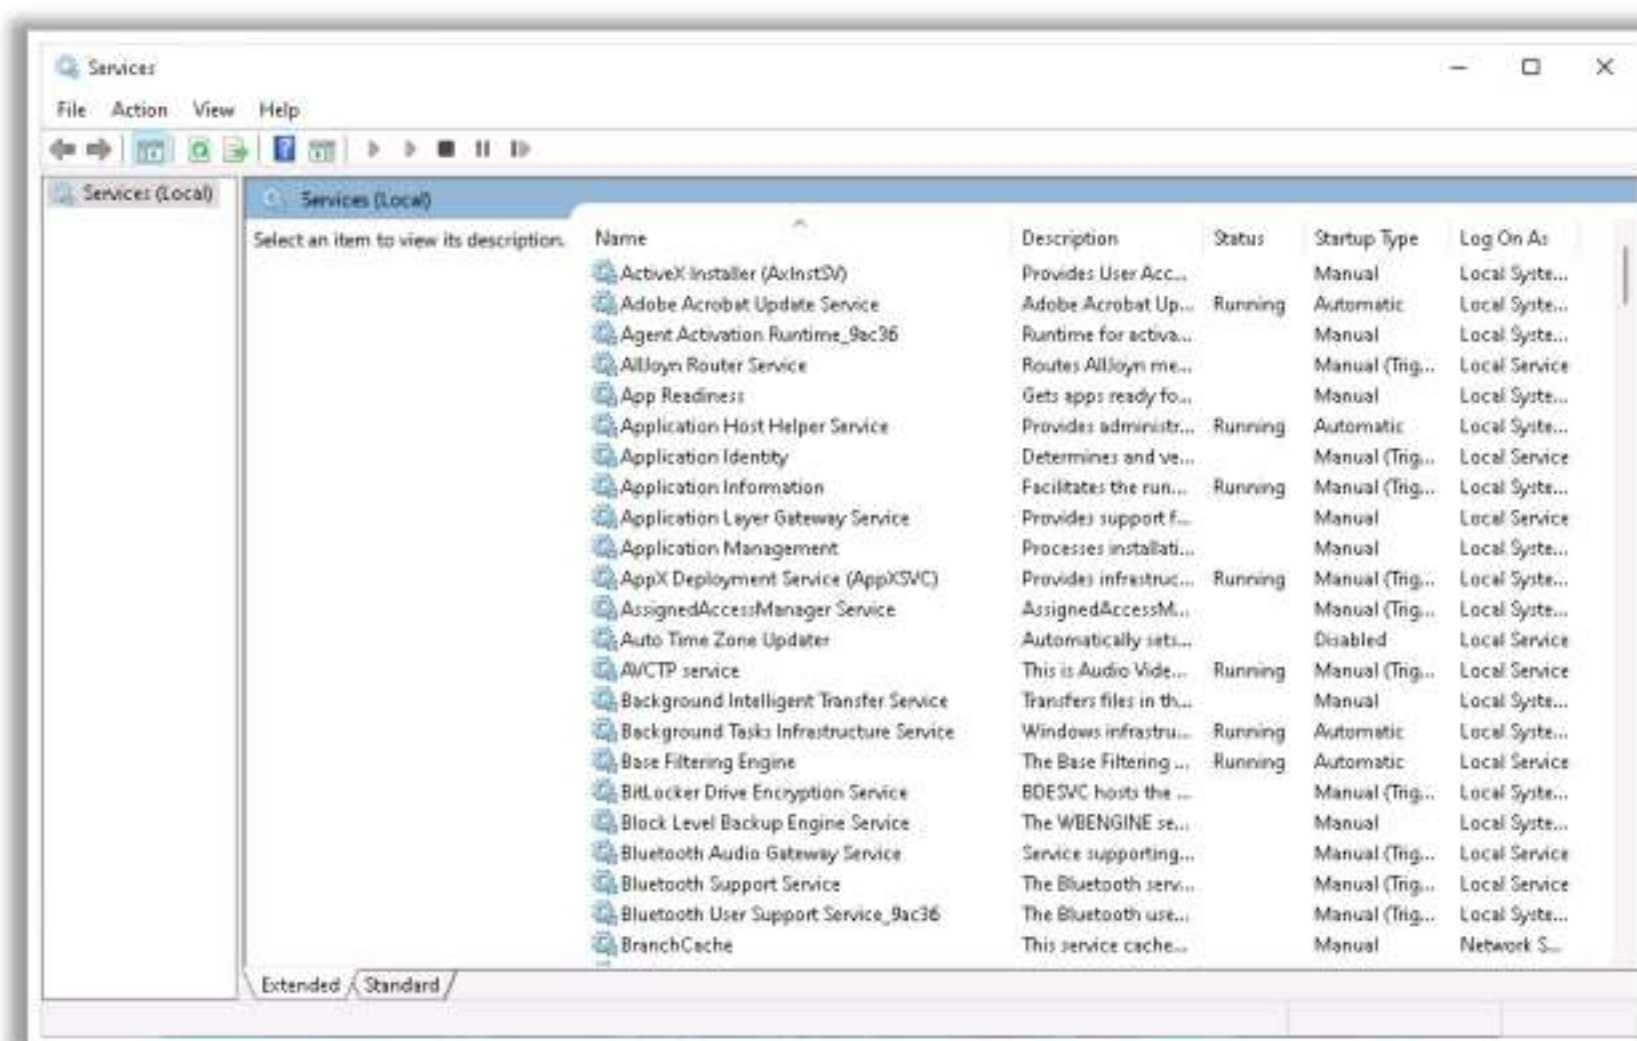 Services
File Action View Help
Services (Local)
Services (Local)
Select an item to view its description.
Name Description Status Startup Type Log On As
ActiveX Installer (AxInstSV) Provides User Acc... Manual Local Syste...
Adobe Acrobat Update Service Adobe Acrobat Up... Running Automatic Local Syste...
Agent Activation Runtime_9ac36 Runtime for activa... Manual Local Syste...
AllJoyn Router Service Routes AllJoyn me... Manual (Trig... Local Service
App Readiness Gets apps ready fo... Manual Local Syste...
Application Host Helper Service Provides administr... Running Automatic Local Syste...
Application Identity Determines and ve... Manual (Trig... Local Service
Application Information Facilitates the run... Running Manual (Trig... Local Syste...
Application Layer Gateway Service Provides support f... Manual Local Service
Application Management Processes installati... Manual Local Syste...
AppX Deployment Service (AppXSVC) Provides infrastruc... Running Manual (Trig... Local Syste...
AssignedAccessManager Service AssignedAccessM... Manual (Trig... Local Syste...
Auto Time Zone Updater Automatically sets... Disabled Local Service
AVCTP service This is Audio Vide... Running Manual (Trig... Local Service
Background Intelligent Transfer Service Transfers files in th... Manual Local Syste...
Background Tasks Infrastructure Service Windows infrastru... Running Automatic Local Syste...
Base Filtering Engine The Base Filtering ... Running Automatic Local Service
BitLocker Drive Encryption Service BDESVC hosts the ... Manual (Trig... Local Syste...
Block Level Backup Engine Service The WBENGINE se... Manual Local Syste...
Bluetooth Audio Gateway Service Service supporting... Manual (Trig... Local Service
Bluetooth Support Service The Bluetooth serv... Manual (Trig... Local Service
Bluetooth User Support Service_9ac36 The Bluetooth use... Manual (Trig... Local Syste...
BranchCache This service cache... Manual Network S...
Extended Standard